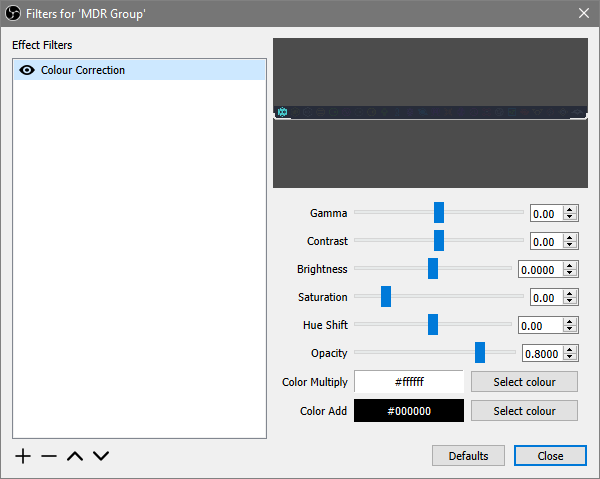 Filters for 'MDR Group'
Effect Filters
Colour Correction
Gamma 0.00
Contrast 0.00
Brightness 0.0000
Saturation 0.00
Hue Shift 0.00
Opacity 0.8000
Color Multiply #ffffff Select colour
Color Add #000000 Select colour
Defaults Close